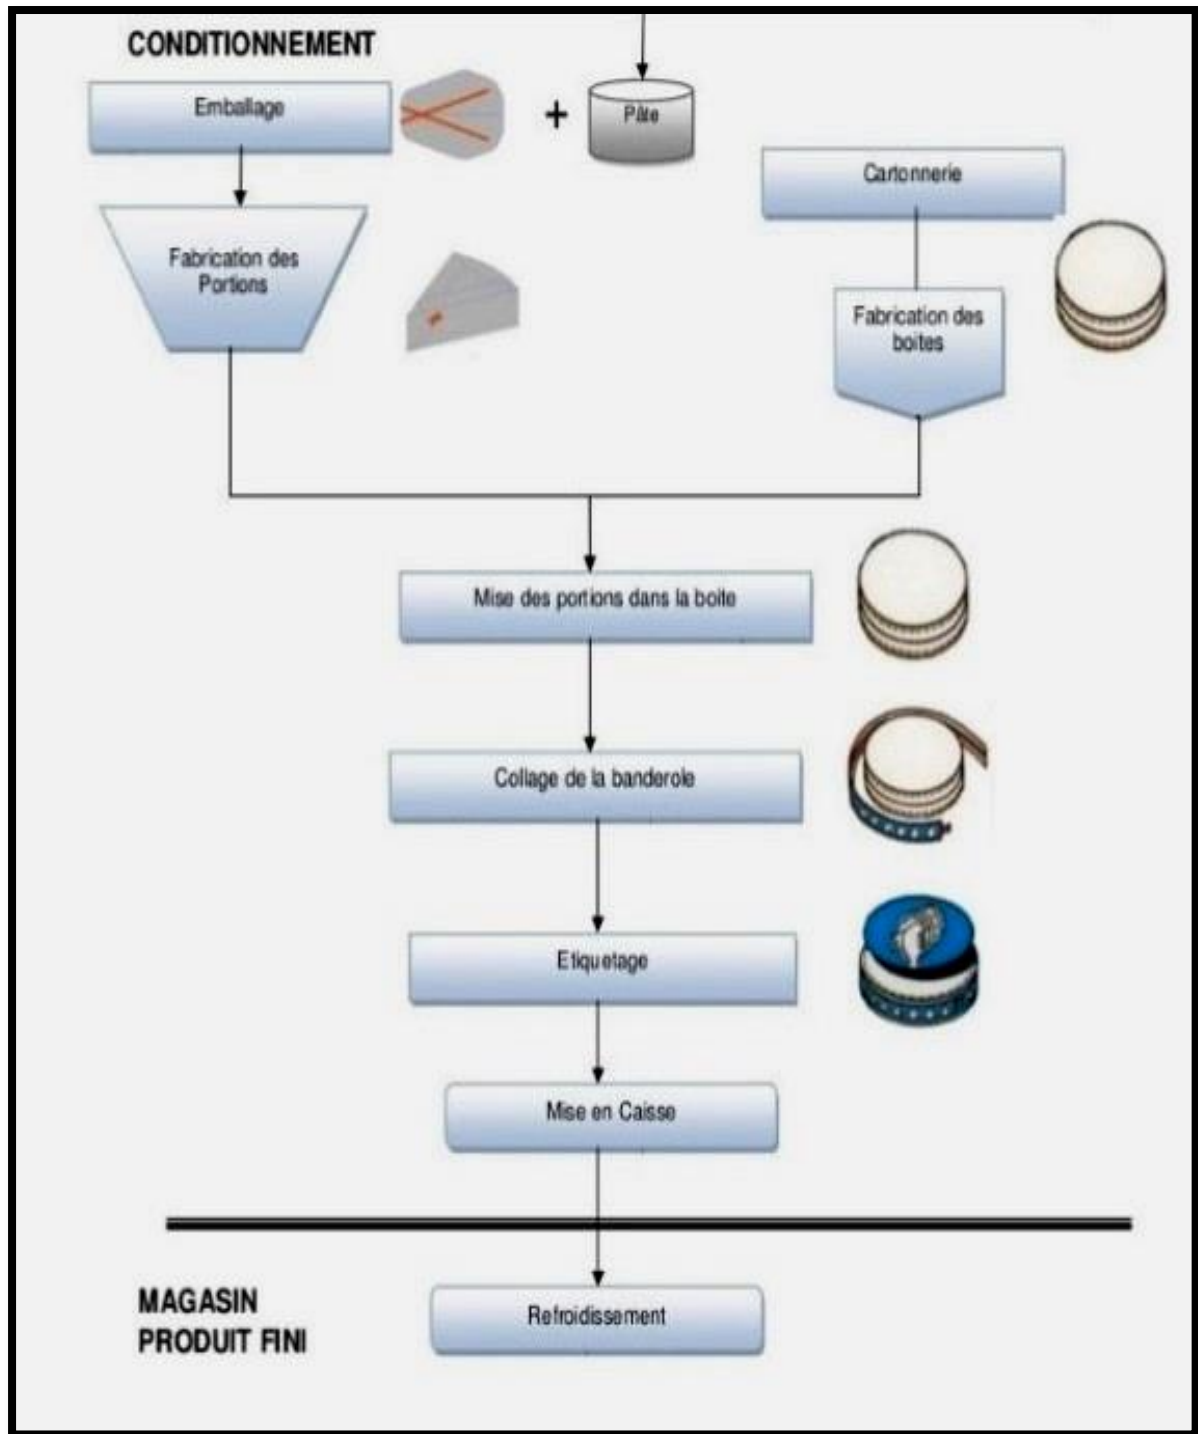 CONDITIONNEMENT
Emballage
+
Pâte
Cartonnerie
Fabrication des
Portions
Fabrication des
boites
Mise des portions dans la boite
Collage de la banderole
Etiquetage
Mise en Caisse
MAGASIN
PRODUIT FINI
Refroidissement